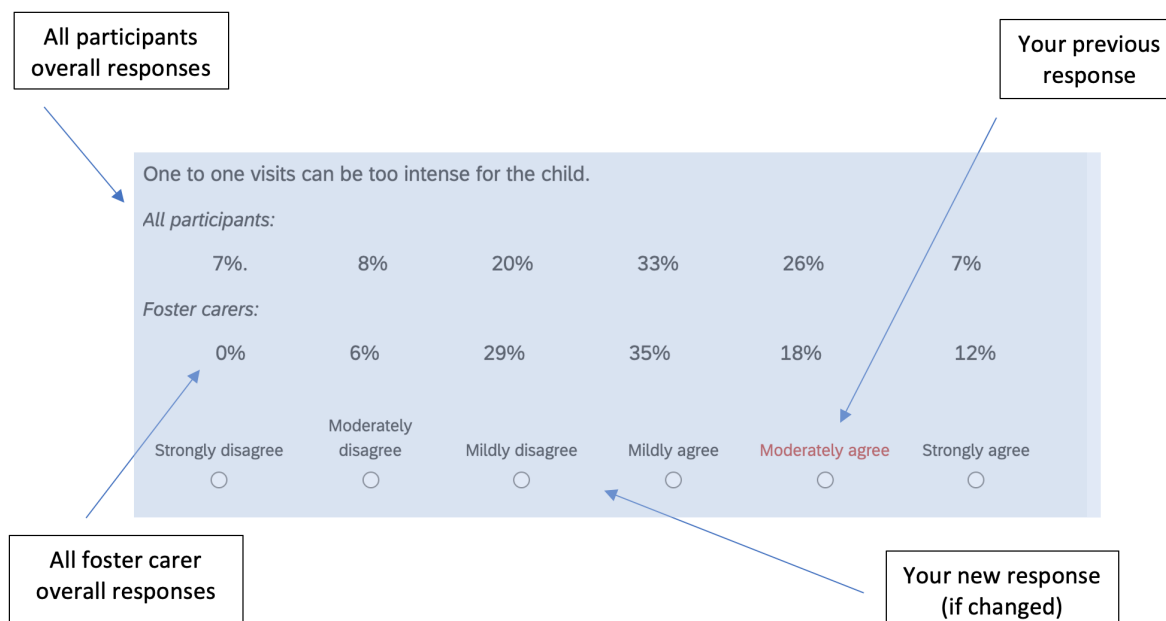 All participants
overall responses
Your previous
response
One to one visits can be too intense for the child.
All participants:
7%. 8% 20% 33% 26% 7%
Foster carers:
0% 6% 29% 35% 18% 12%
Strongly disagree Moderately disagree Mildly disagree Mildly agree Moderately agree Strongly agree
All foster carer
overall responses
Your new response
(if changed)